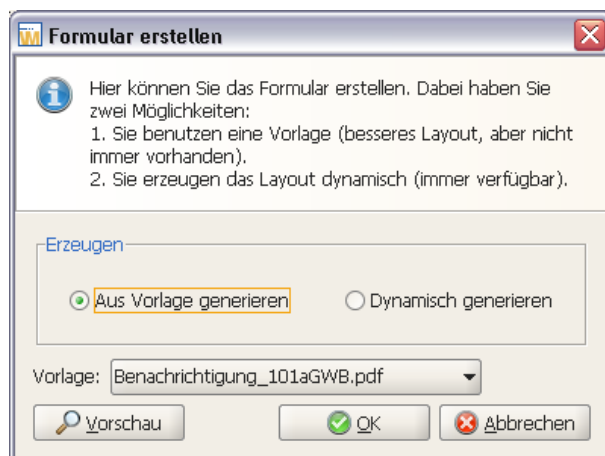 Formular erstellen
Hier können Sie das Formular erstellen. Dabei haben Sie
zwei Möglichkeiten:
1. Sie benutzen eine Vorlage (besseres Layout, aber nicht
immer vorhanden).
2. Sie erzeugen das Layout dynamisch (immer verfügbar).
Erzeugen
Aus Vorlage generieren Dynamisch generieren
Vorlage: Benachrichtigung_101aGWB.pdf
Vorschau OK Abbrechen